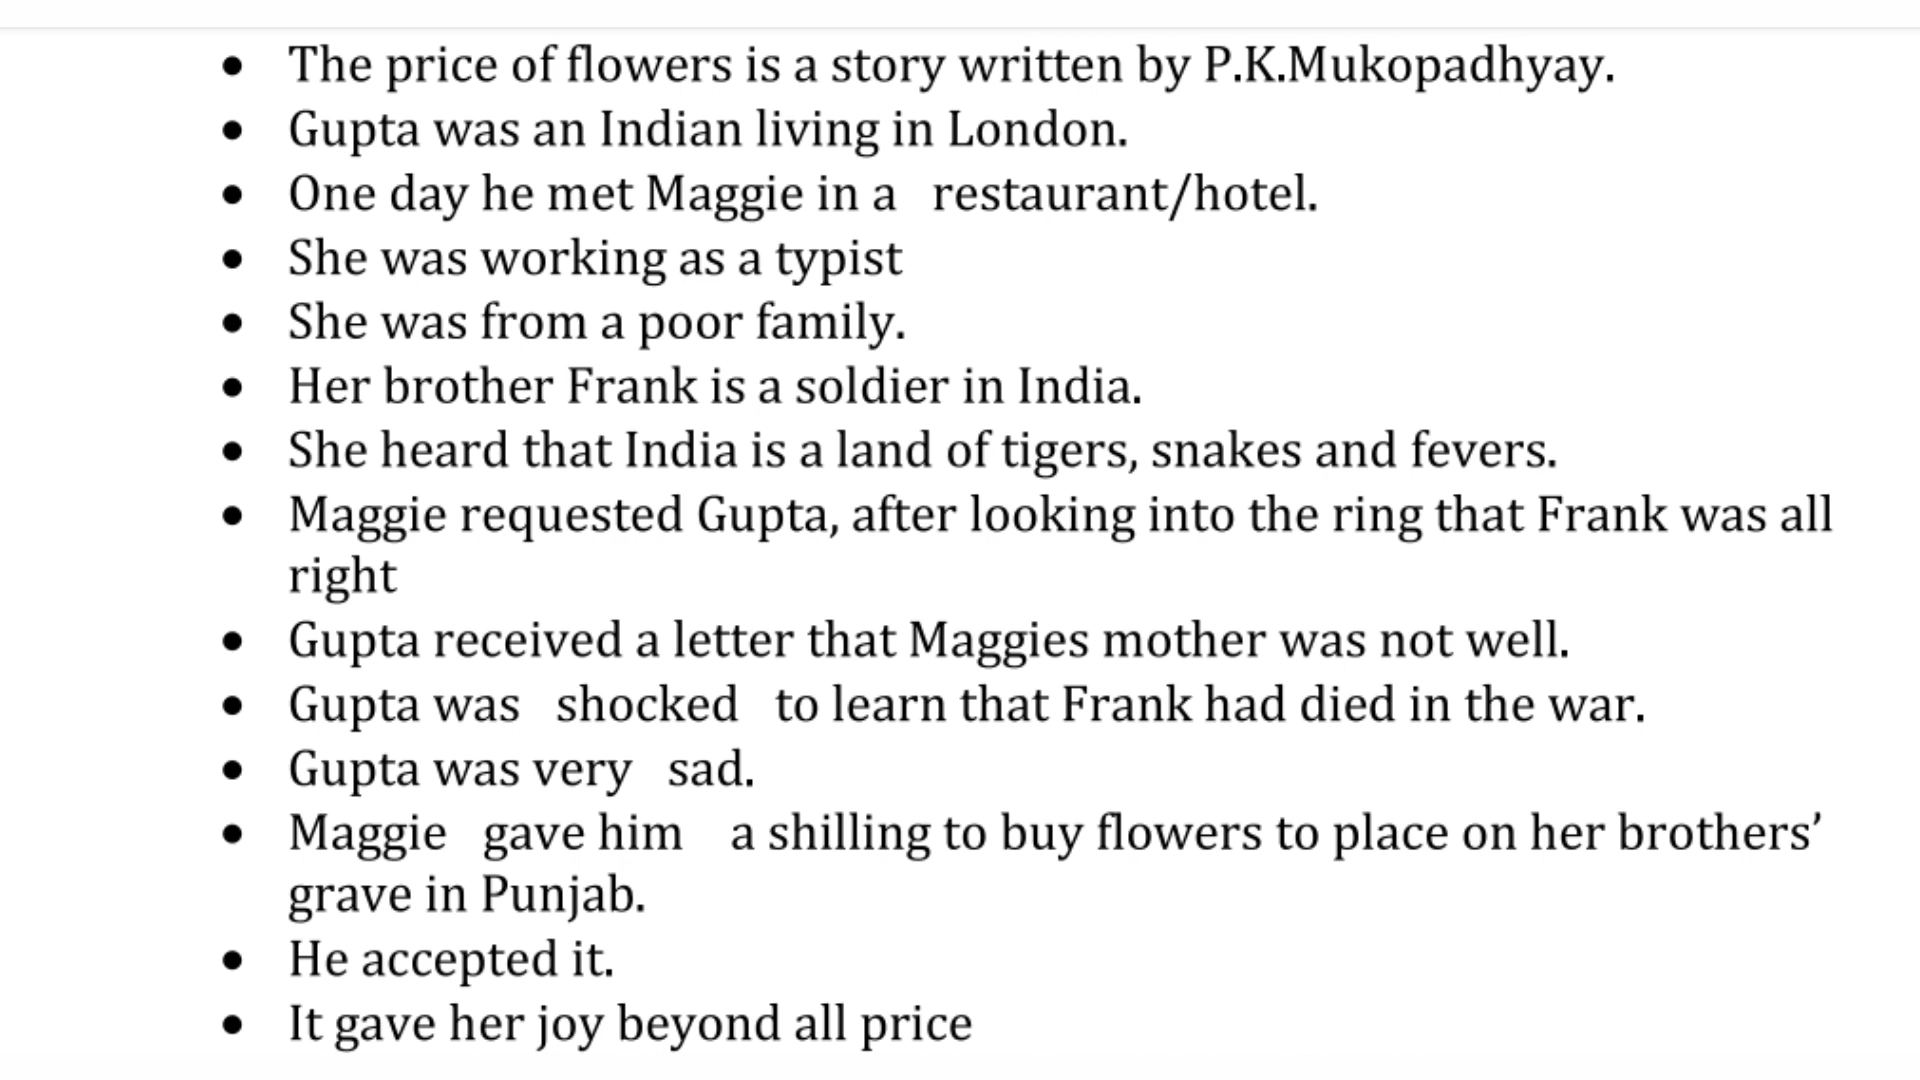 • The price of flowers is a story written by P.K.Mukopadhyay.
• Gupta was an Indian living in London.
• One day he met Maggie in a restaurant/hotel.
• She was working as a typist
• She was from a poor family.
• Her brother Frank is a soldier in India.
• She heard that India is a land of tigers, snakes and fevers.
• Maggie requested Gupta, after looking into the ring that Frank was all
right
• Gupta received a letter that Maggies mother was not well.
• Gupta was shocked to learn that Frank had died in the war.
• Gupta was very sad.
• Maggie gave him a shilling to buy flowers to place on her brothers’
grave in Punjab.
• He accepted it.
• It gave her joy beyond all price